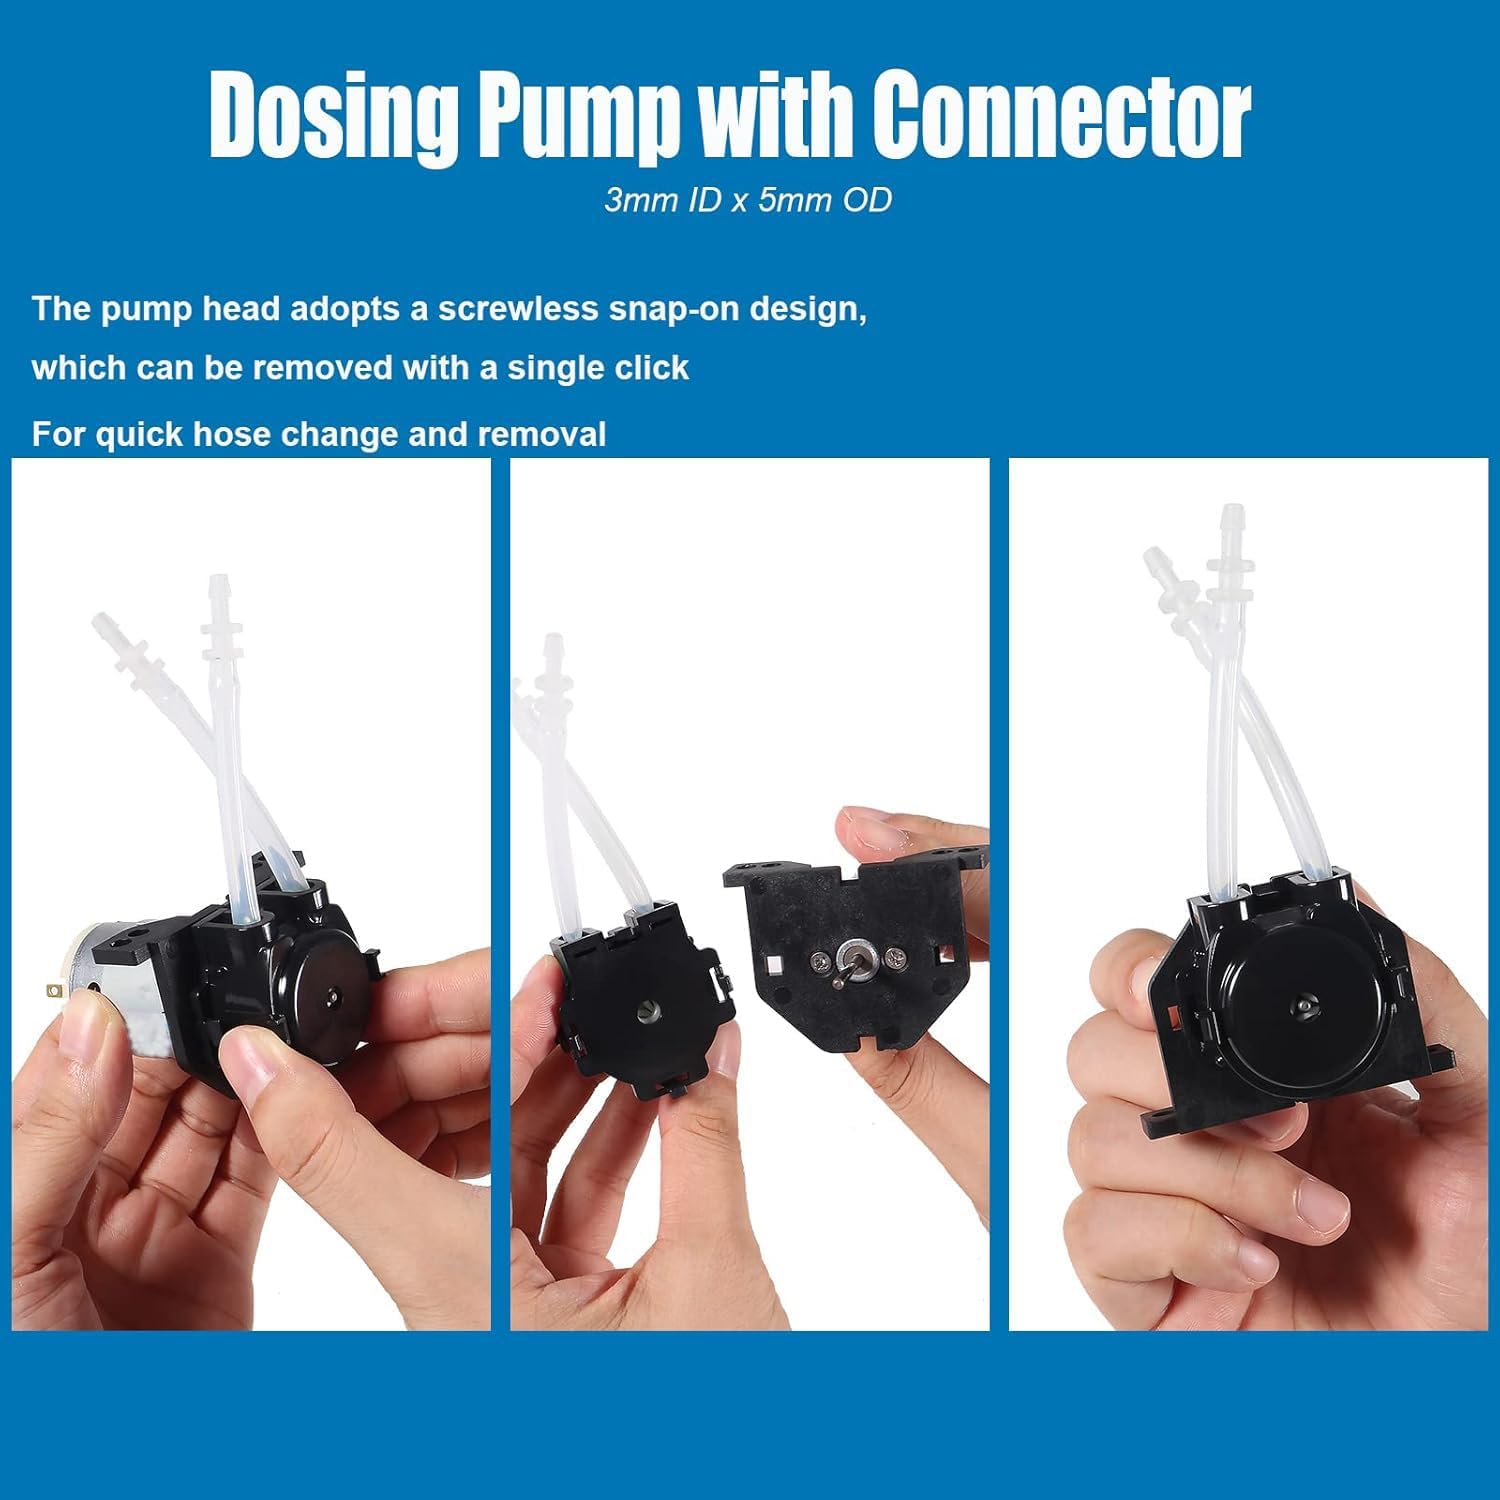 Dosing Pump with Connector
3mm ID x 5mm OD
The pump head adopts a screwless snap-on design,
which can be removed with a single click
For quick hose change and removal